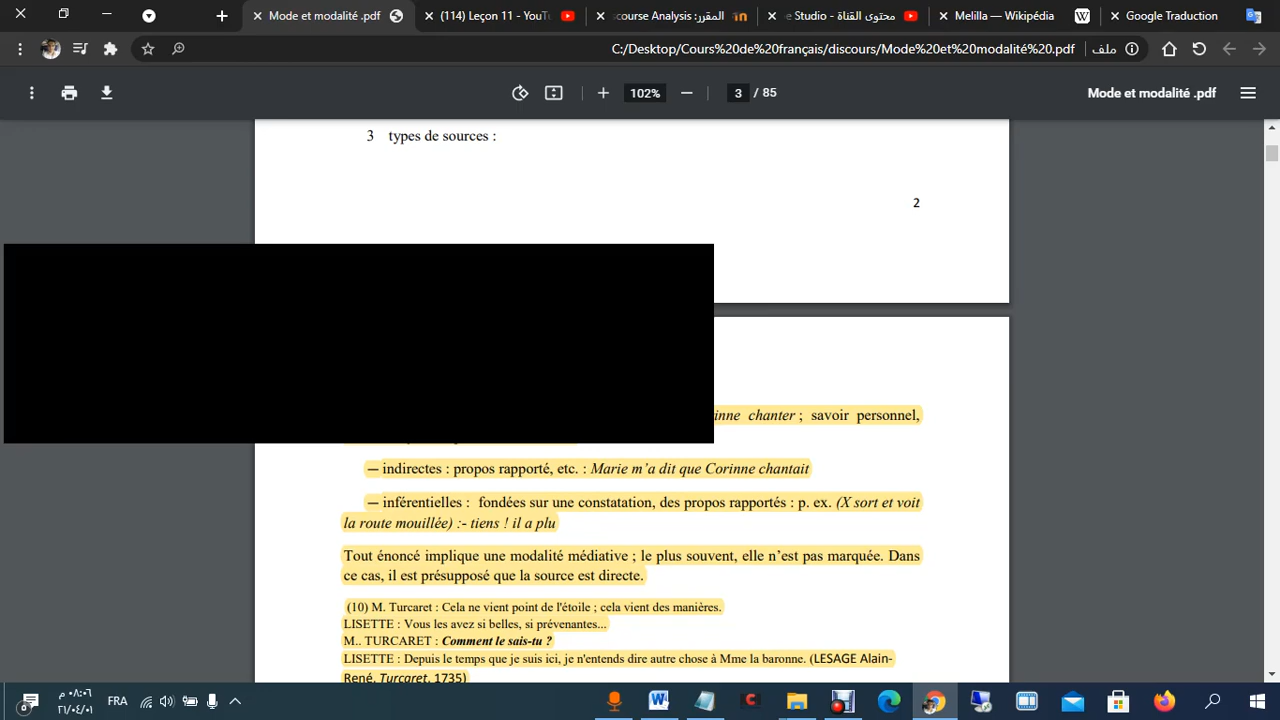 Mode et modalité .pdf
(114) Leçon 11 - YouT
course Analysis :المقرر
محتوى القناة - e Studio
Melilla — Wikipédia
Google Traduction
C:/Desktop/Cours%20de%20français/discours/Mode%20et%20modalité%20.pdf
ملف
102%
3 / 85
Mode et modalité .pdf
3 types de sources :
2
inne chanter ; savoir personnel,
— indirectes : propos rapporté, etc. : Marie m’a dit que Corinne chantait
— inférentielles : fondées sur une constatation, des propos rapportés : p. ex. (X sort et voit
la route mouillée) :- tiens ! il a plu
Tout énoncé implique une modalité médiative ; le plus souvent, elle n’est pas marquée. Dans
ce cas, il est présupposé que la source est directe.
(10) M. Turcaret : Cela ne vient point de l'étoile ; cela vient des manières.
LISETTE : Vous les avez si belles, si prévenantes...
M.. TURCARET : Comment le sais-tu ?
LISETTE : Depuis le temps que je suis ici, je n'entends dire autre chose à Mme la baronne. (LESAGE Alain-
René, Turcaret, 1735)
FRA